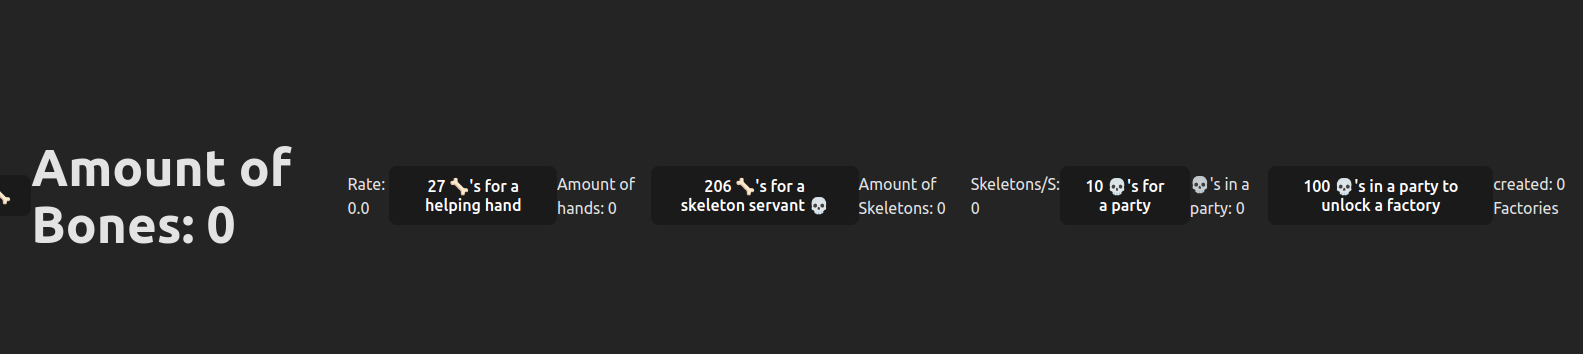 🦴
Amount of
Bones: 0
Rate:
0.0
27 🦴's for a
helping hand
Amount of
hands: 0
206 🦴's for a
skeleton servant 💀
Amount of
Skeletons: 0
Skeletons/S:
0
10 💀's for
a party
💀's in a
party: 0
100 💀's in a party to
unlock a factory
created: 0
Factories